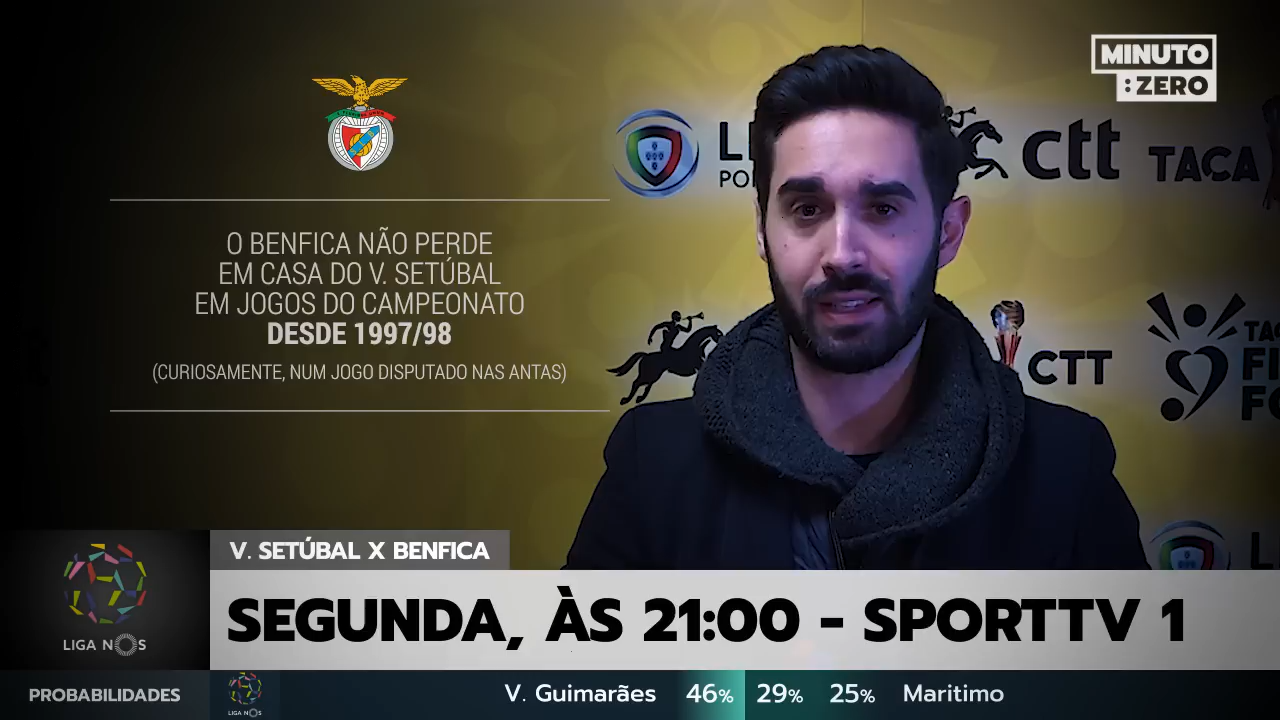 MINUTO
:ZERO
ctt
TAÇA
O BENFICA NÃO PERDE
EM CASA DO V. SETÚBAL
EM JOGOS DO CAMPEONATO
DESDE 1997/98
(CURIOSAMENTE, NUM JOGO DISPUTADO NAS ANTAS)
CTT
V. SETÚBAL X BENFICA
SEGUNDA, ÀS 21:00 - SPORTTV 1
LIGA NOS
PROBABILIDADES
LIGA NOS
V. Guimarães 46% 29% 25% Maritimo